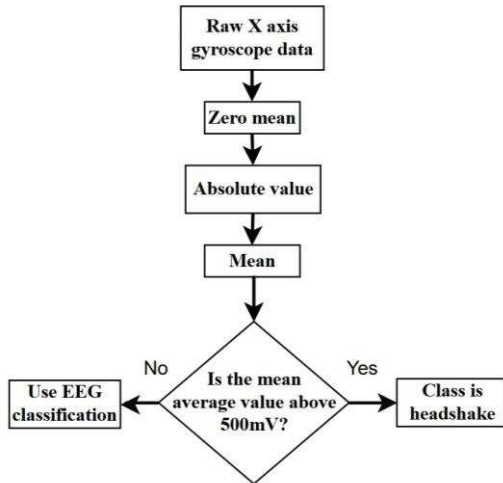 Raw X axis
gyroscope data
Zero mean
Absolute value
Mean
No
Yes
Is the mean
average value above
500mV?
Use EEG
classification
Class is
headshake